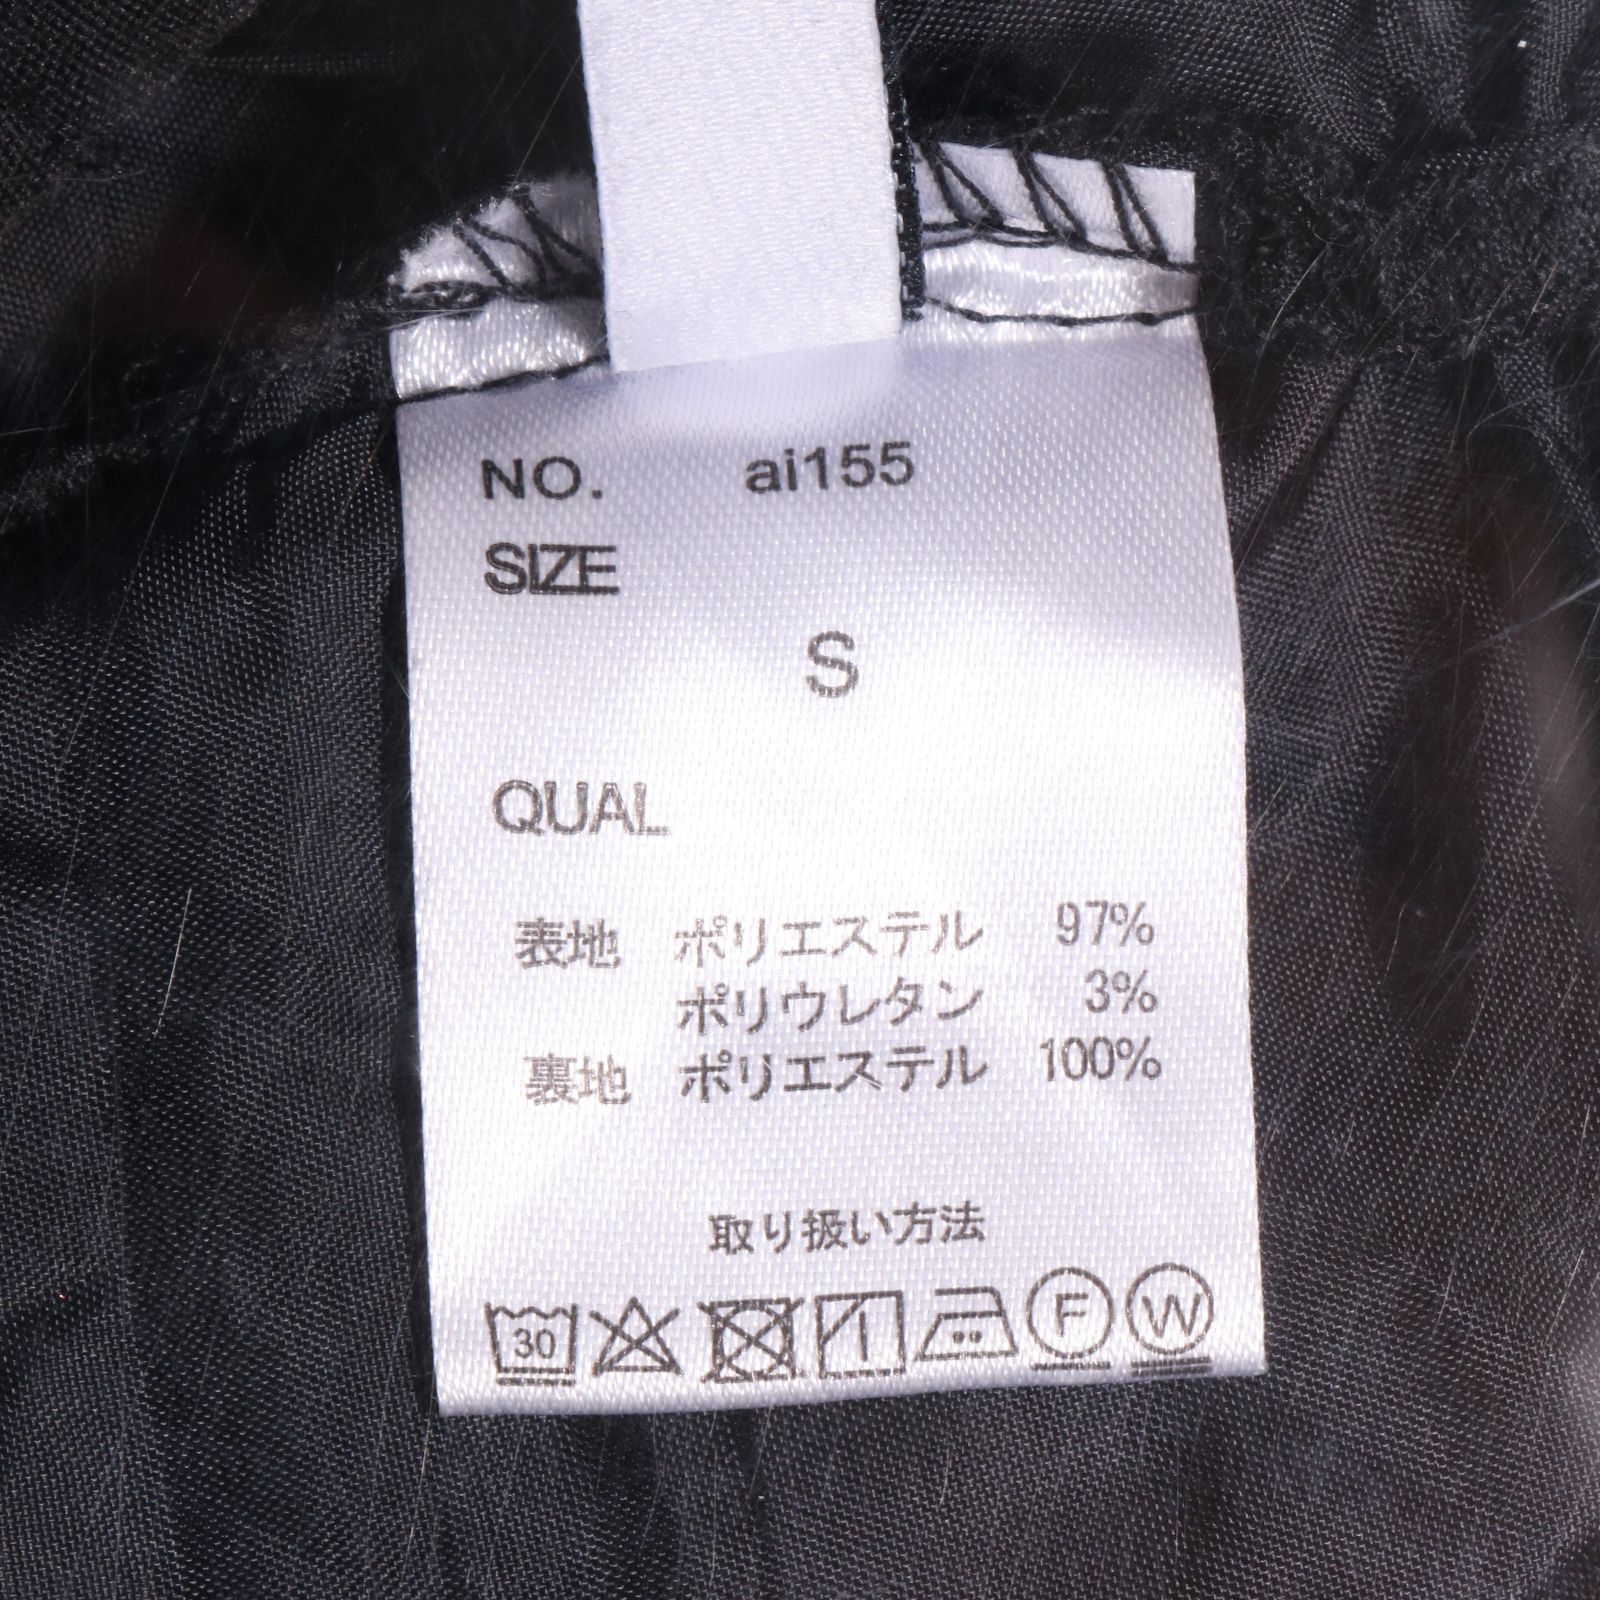 NO. ai155
SIZE
S
QUAL
表地 ポリエステル 97%
ポリウレタン 3%
裏地 ポリエステル 100%
取り扱い方法
30 F W